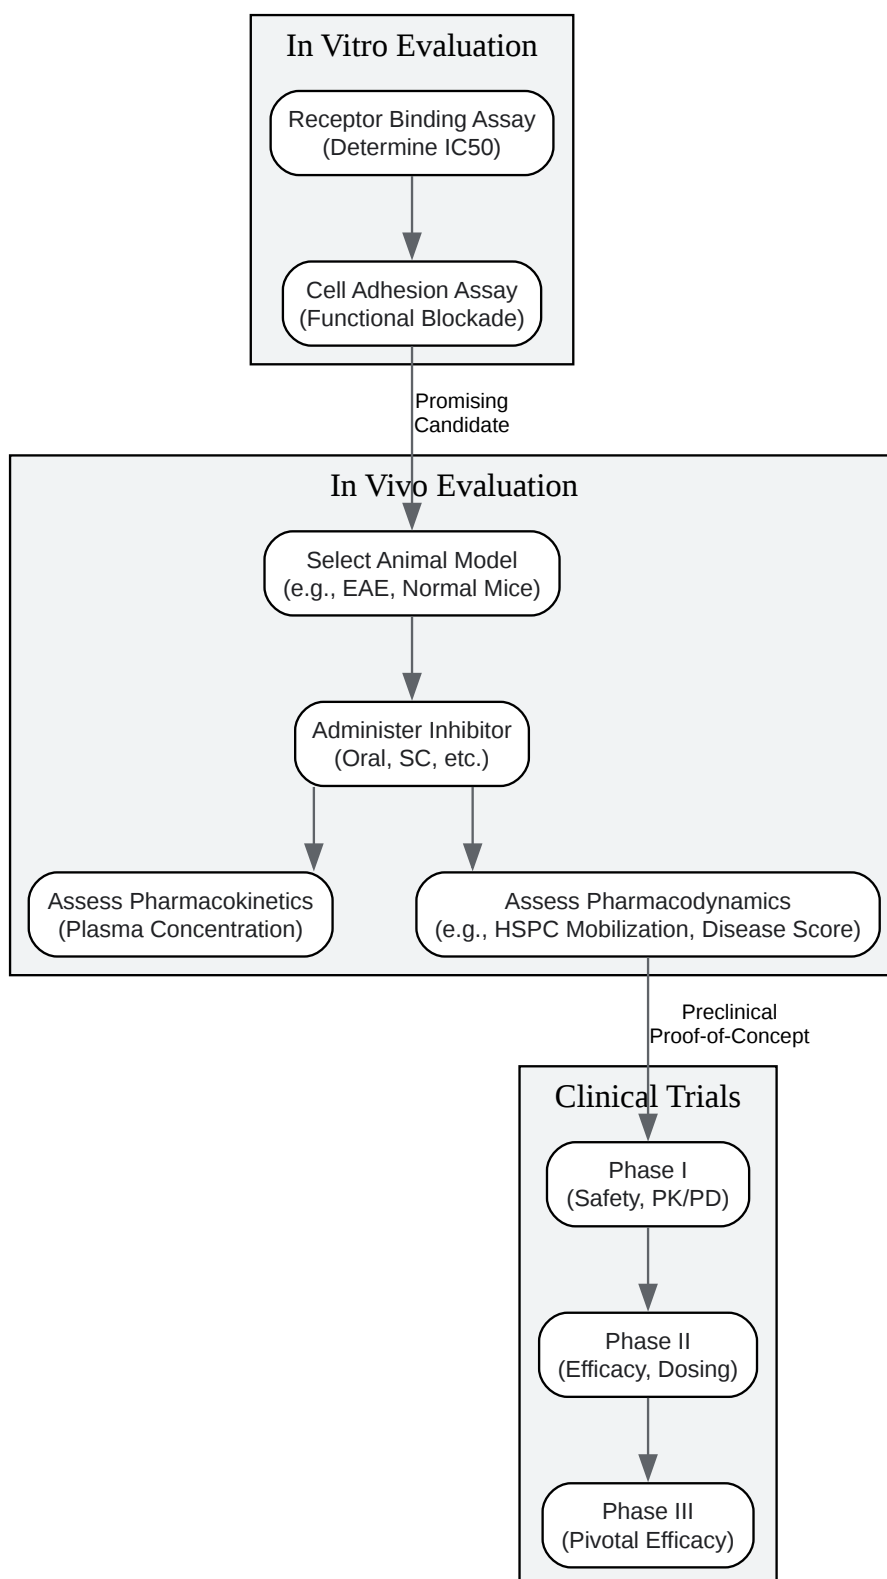 In Vitro Evaluation
Receptor Binding Assay
(Determine IC50)
Cell Adhesion Assay
(Functional Blockade)
Promising
Candidate
In Vivo Evaluation
Select Animal Model
(e.g., EAE, Normal Mice)
Administer Inhibitor
(Oral, SC, etc.)
Assess Pharmacokinetics
(Plasma Concentration)
Assess Pharmacodynamics
(e.g., HSPC Mobilization, Disease Score)
Preclinical
Proof-of-Concept
Clinical Trials
Phase I
(Safety, PK/PD)
Phase II
(Efficacy, Dosing)
Phase III
(Pivotal Efficacy)